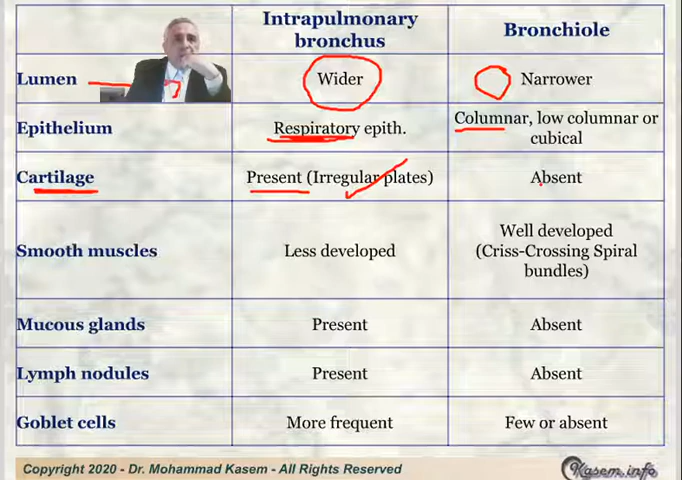 Intrapulmonary
bronchus
Bronchiole
Lumen
Wider
Narrower
Epithelium
Respiratory epith.
Columnar, low columnar or
cubical
Cartilage
Present (Irregular plates)
Absent
Smooth muscles
Less developed
Well developed
(Criss-Crossing Spiral
bundles)
Mucous glands
Present
Absent
Lymph nodules
Present
Absent
Goblet cells
More frequent
Few or absent
Copyright 2020 - Dr. Mohammad Kasem - All Rights Reserved
Kasem.info